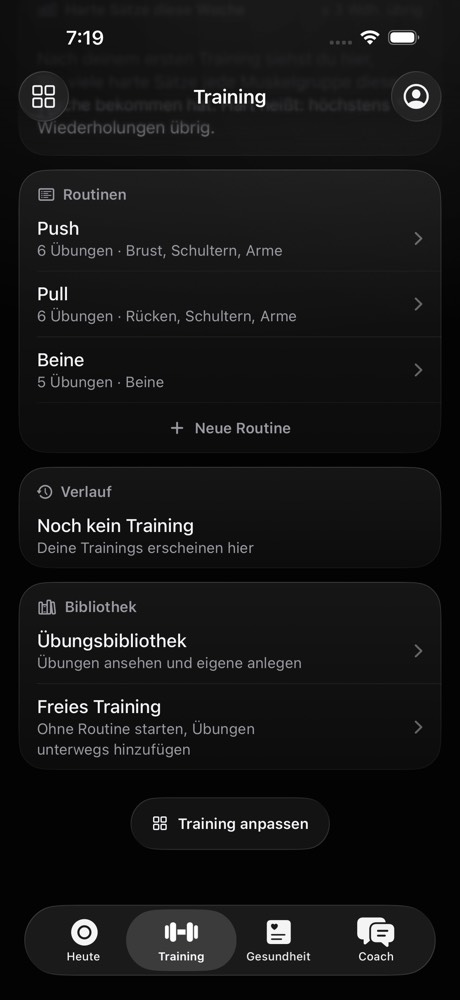 7:19
Training
Wiederholungen übrig.
Routinen
Push
6 Übungen · Brust, Schultern, Arme
Pull
6 Übungen · Rücken, Schultern, Arme
Beine
5 Übungen · Beine
+ Neue Routine
Verlauf
Noch kein Training
Deine Trainings erscheinen hier
Bibliothek
Übungsbibliothek
Übungen ansehen und eigene anlegen
Freies Training
Ohne Routine starten, Übungen
unterwegs hinzufügen
Training anpassen
Heute
Training
Gesundheit
Coach